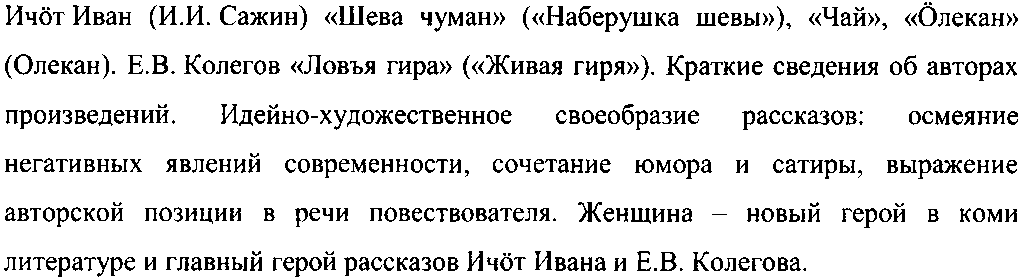 Ичӧт Иван (И.И. Сажин) «Шева чуман» («Наберушка шевы»), «Чай», «Ӧлекан»
(Олекан). Е.В. Колегов «Ловъя гира» («Живая гиря»). Краткие сведения об авторах
произведений. Идейно-художественное своеобразие рассказов: осмеяние
негативных явлений современности, сочетание юмора и сатиры, выражение
авторской позиции в речи повествователя. Женщина – новый герой в коми
литературе и главный герой рассказов Ичӧт Ивана и Е.В. Колегова.